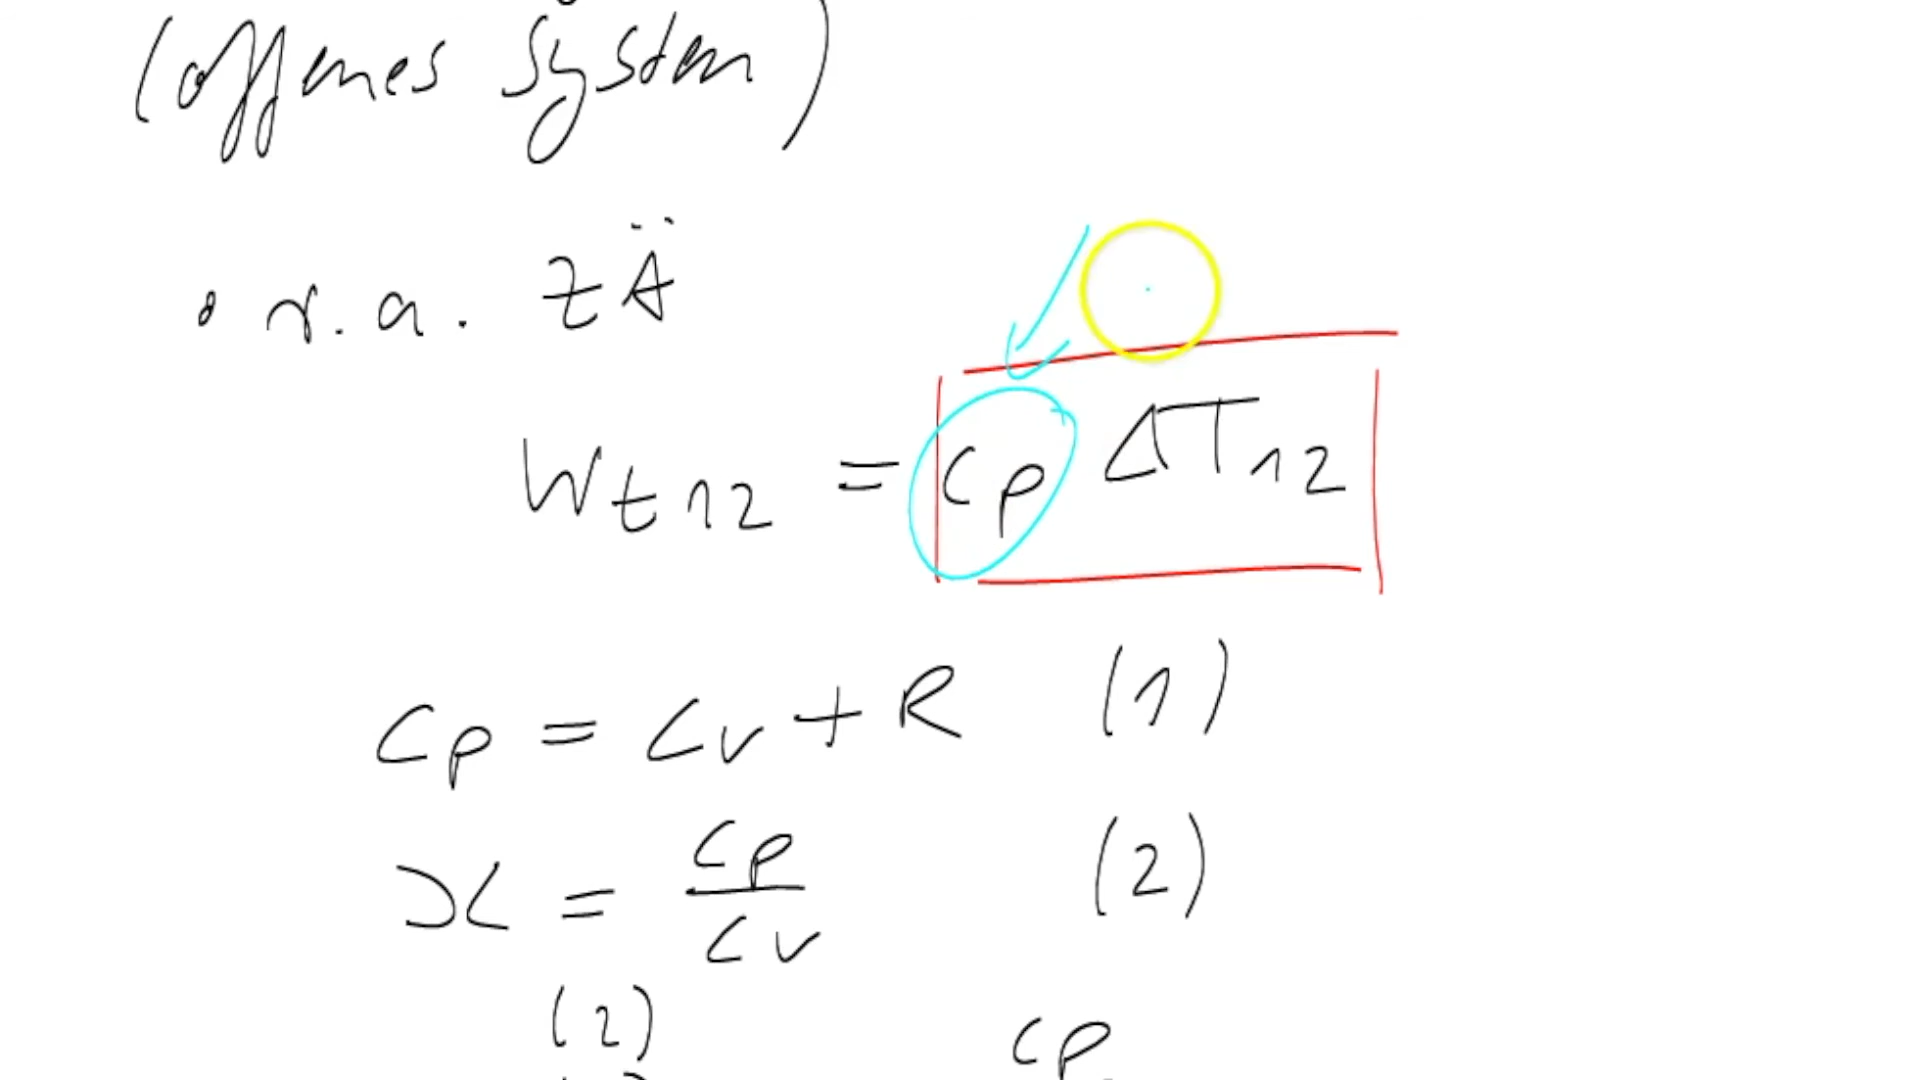 (offenes System)
• r.a. ZÄ
Wt12 = cp ΔT12
cp = cv + R (1)
ϰ = cp / cv (2)
(2)
cp